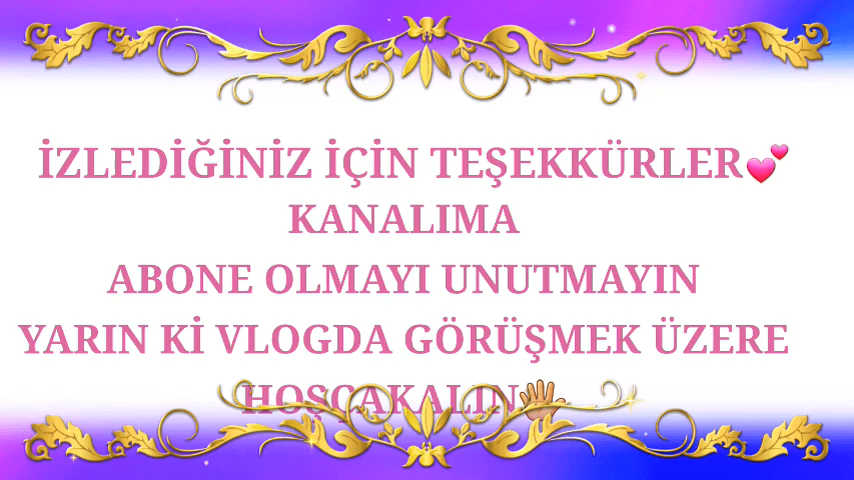 İZLEDİĞİNİZ İÇİN TEŞEKKÜRLER💕
KANALIMA
ABONE OLMAYI UNUTMAYIN
YARIN Kİ VLOGDA GÖRÜŞMEK ÜZERE
HOŞÇAKALIN👋🏼